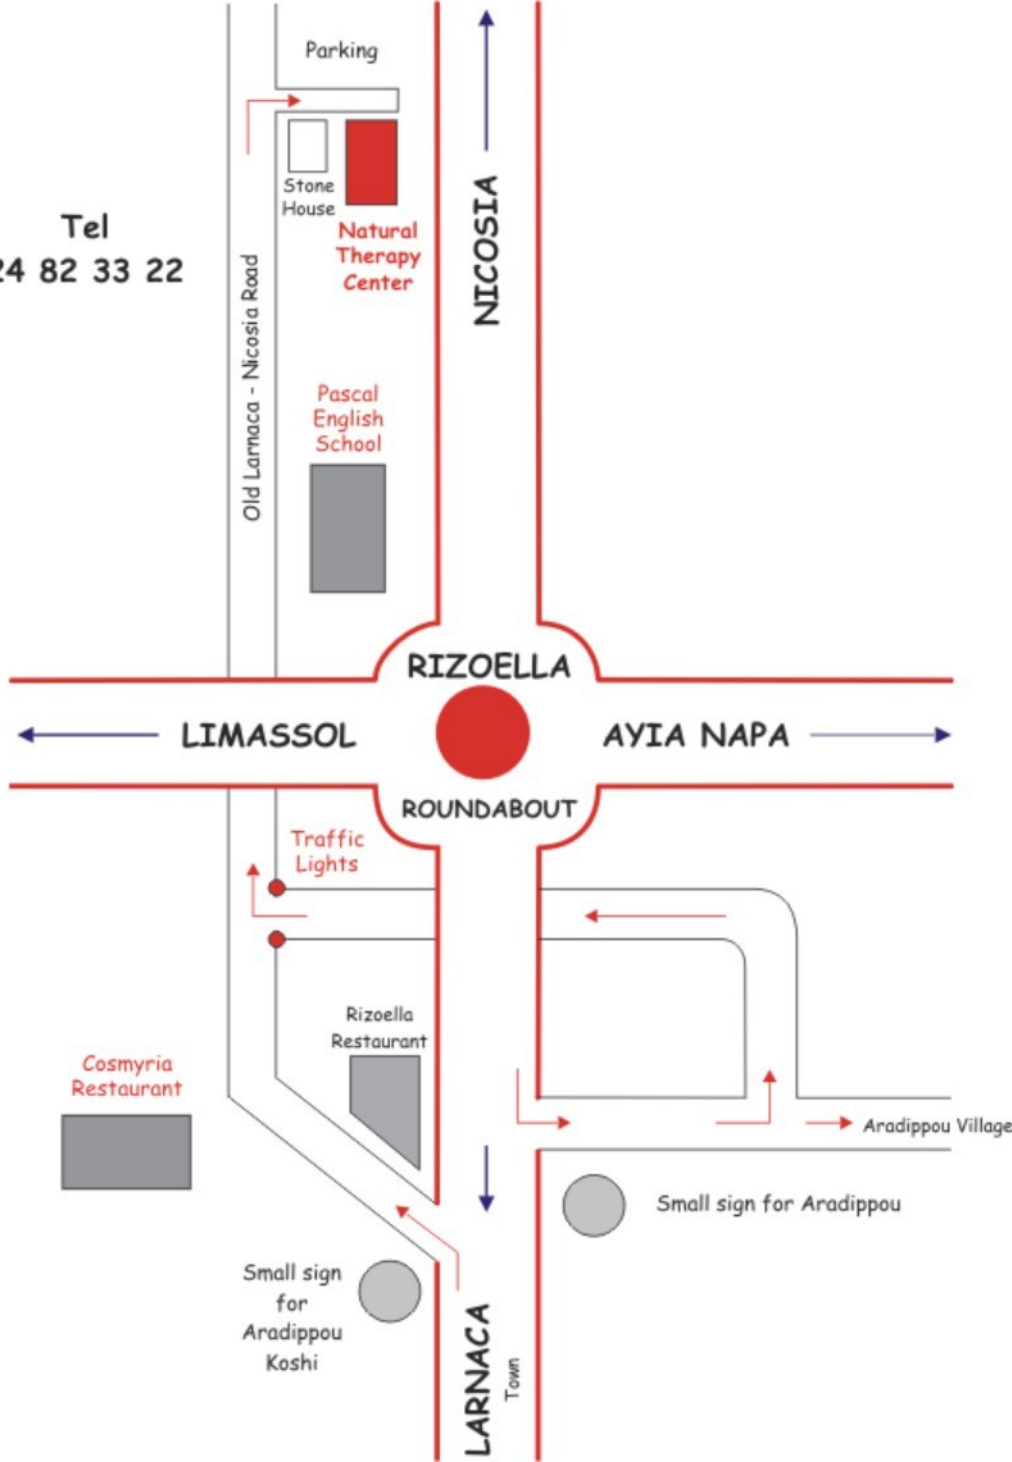 Parking
Stone
House
Natural
Therapy
Center
Tel
24 82 33 22
NICOSIA
Old Larnaca - Nicosia Road
Pascal
English
School
RIZOELLA
LIMASSOL
AYIA NAPA
ROUNDABOUT
Traffic
Lights
Rizoella
Restaurant
Cosmyria
Restaurant
Aradippou Village
Small sign for Aradippou
Small sign
for
Aradippou
Koshi
LARNACA
Town